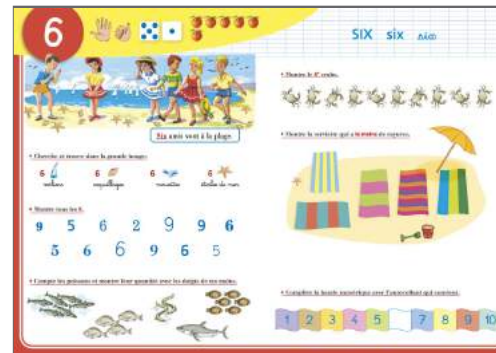 6
SIX six six
Six amis vont à la plage.
• Cherche et trouve dans la grande image:
6 6 6 6
rochers coquillages mouettes étoiles de mer
• Montre tous les 6.
9 5 6 2 9 9 6
5 6 6 9 6 5
• Compte les poissons et montre leur quantité avec les doigts de tes mains.
• Montre le 6e crabe.
• Montre la serviette qui a
de rayures.
• Complète la bande numérique avec l'autocollant qui convient.
1 2 3 4 5 7 8 9 10